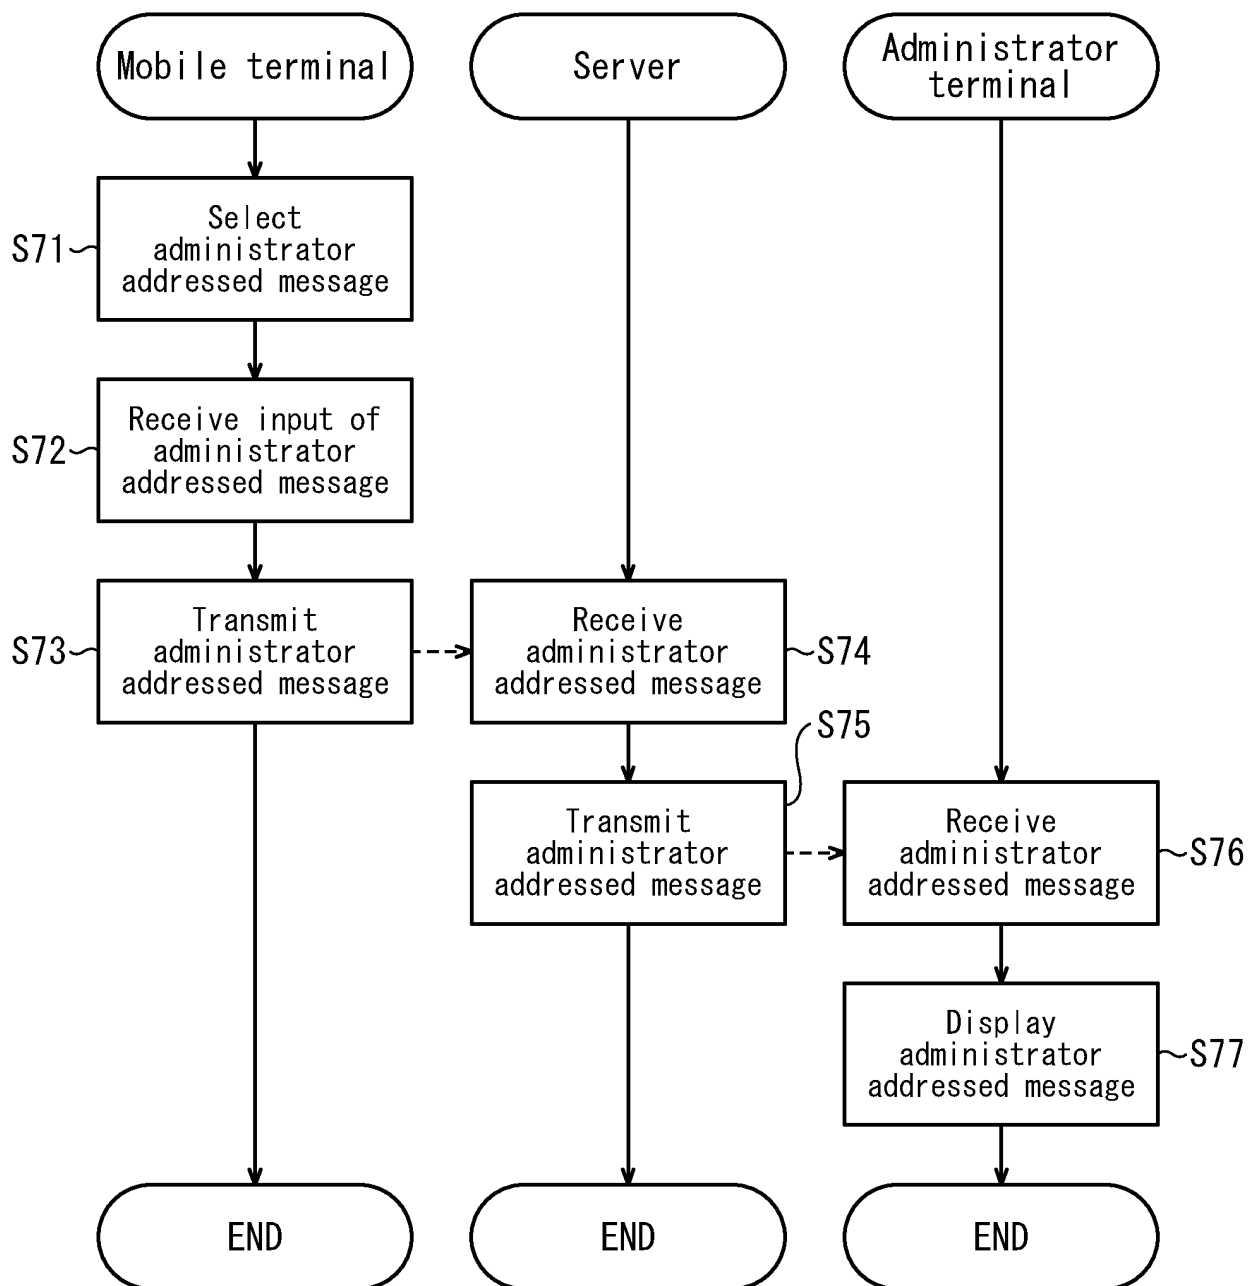 Mobile terminal
Server
Administrator
terminal
S71
Select
administrator
addressed message
S72
Receive input of
administrator
addressed message
S73
Transmit
administrator
addressed message
Receive
administrator
addressed message
S74
S75
Transmit
administrator
addressed message
Receive
administrator
addressed message
S76
Display
administrator
addressed message
S77
END
END
END